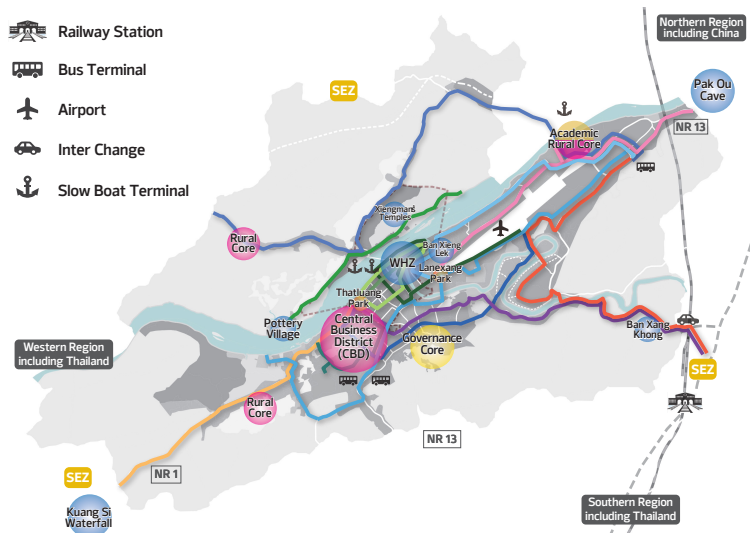 Railway Station
Bus Terminal
Airport
Inter Change
Slow Boat Terminal
Northern Region
including China
SEZ
Pak Ou
Cave
NR 13
Academic
Rural Core
Xiengmans
Temples
Rural
Core
Ban Xieng
Lek
WHZ
Lanexang
Park
Thatluang
Park
Pottery
Village
Central
Business
District
(CBD)
Governance
Core
Ban Xang
Khong
Western Region
including Thailand
SEZ
Rural
Core
NR 13
NR 1
SEZ
Kuang Si
Waterfall
Southern Region
including Thailand